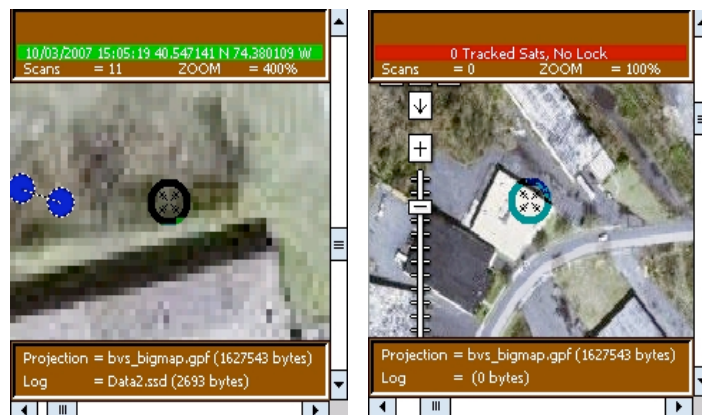 10/03/2007 15:05:19 40.547141 N 74.380109 W
Scans = 11 ZOOM = 400%
Projection = bvs_bigmap.gpf (1627543 bytes)
Log = Data2.ssd (2693 bytes)
0 Tracked Sats, No Lock
Scans = 0 ZOOM = 100%
Projection = bvs_bigmap.gpf (1627543 bytes)
Log = (0 bytes)